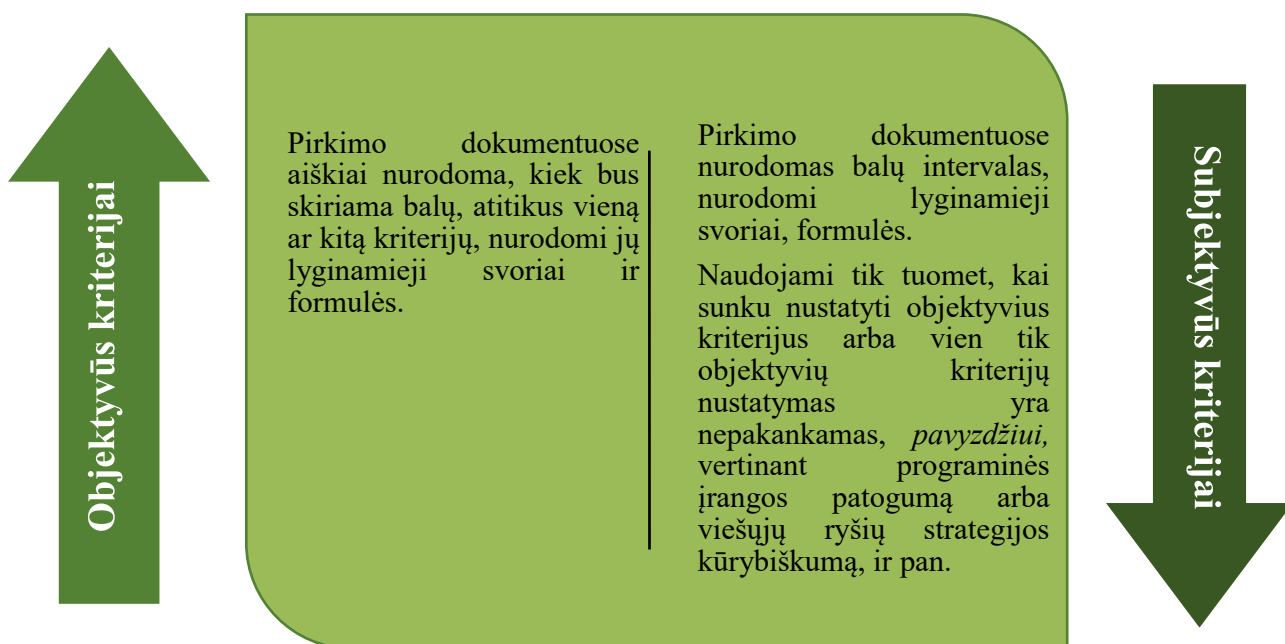 Objektyvūs kriterijai
Pirkimo dokumentuose
aiškiai nurodoma, kiek bus
skiriama balų, atitikus vieną
ar kitą kriterijų, nurodomi jų
lyginamieji svoriai ir
formulės.
Pirkimo dokumentuose
nurodomas balų intervalas,
nurodomi lyginamieji
svoriai, formulės.
Naudojami tik tuomet, kai
sunku nustatyti objektyvius
kriterijus arba vien tik
objektyvių kriterijų
nustatymas yra
nepakankamas, pavyzdžiui,
vertinant programinės
įrangos patogumą arba
viešųjų ryšių strategijos
kūrybiškumą, ir pan.
Subjektyvūs kriterijai